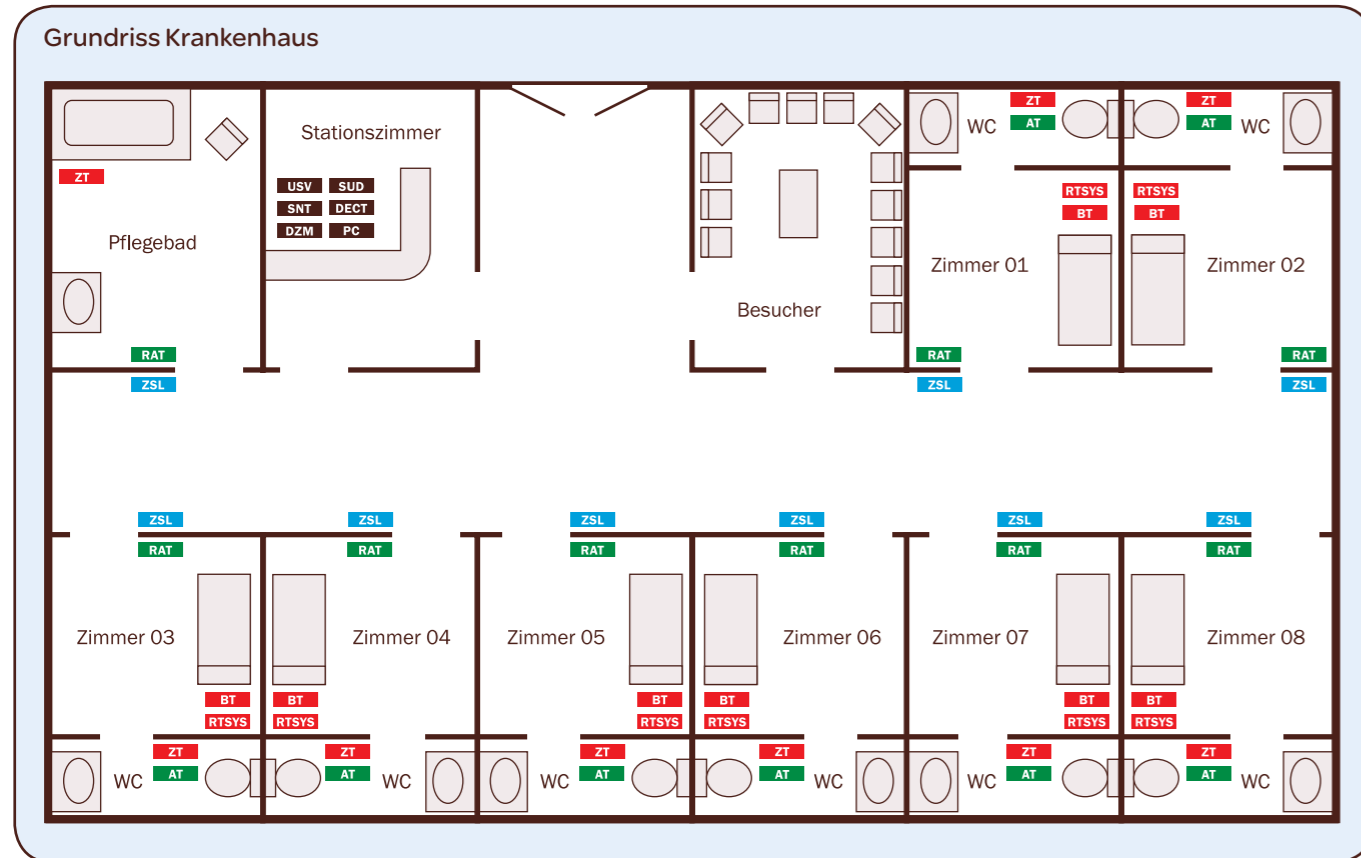 Grundriss Krankenhaus
Stationszimmer
WC
ZT
AT
ZT
AT
WC
ZT
USV SUD
SNT DECT
DZM PC
RTSYS RTSYS
BT BT
Pflegebad
Zimmer 01
Zimmer 02
Besucher
RAT
ZSL
RAT
ZSL
RAT
ZSL
ZSL ZSL ZSL ZSL ZSL ZSL
RAT RAT RAT RAT RAT RAT
Zimmer 03 Zimmer 04 Zimmer 05 Zimmer 06 Zimmer 07 Zimmer 08
BT BT BT BT BT BT
RTSYS RTSYS RTSYS RTSYS RTSYS RTSYS
ZT ZT ZT ZT ZT ZT
WC AT AT WC WC AT AT WC WC AT AT WC